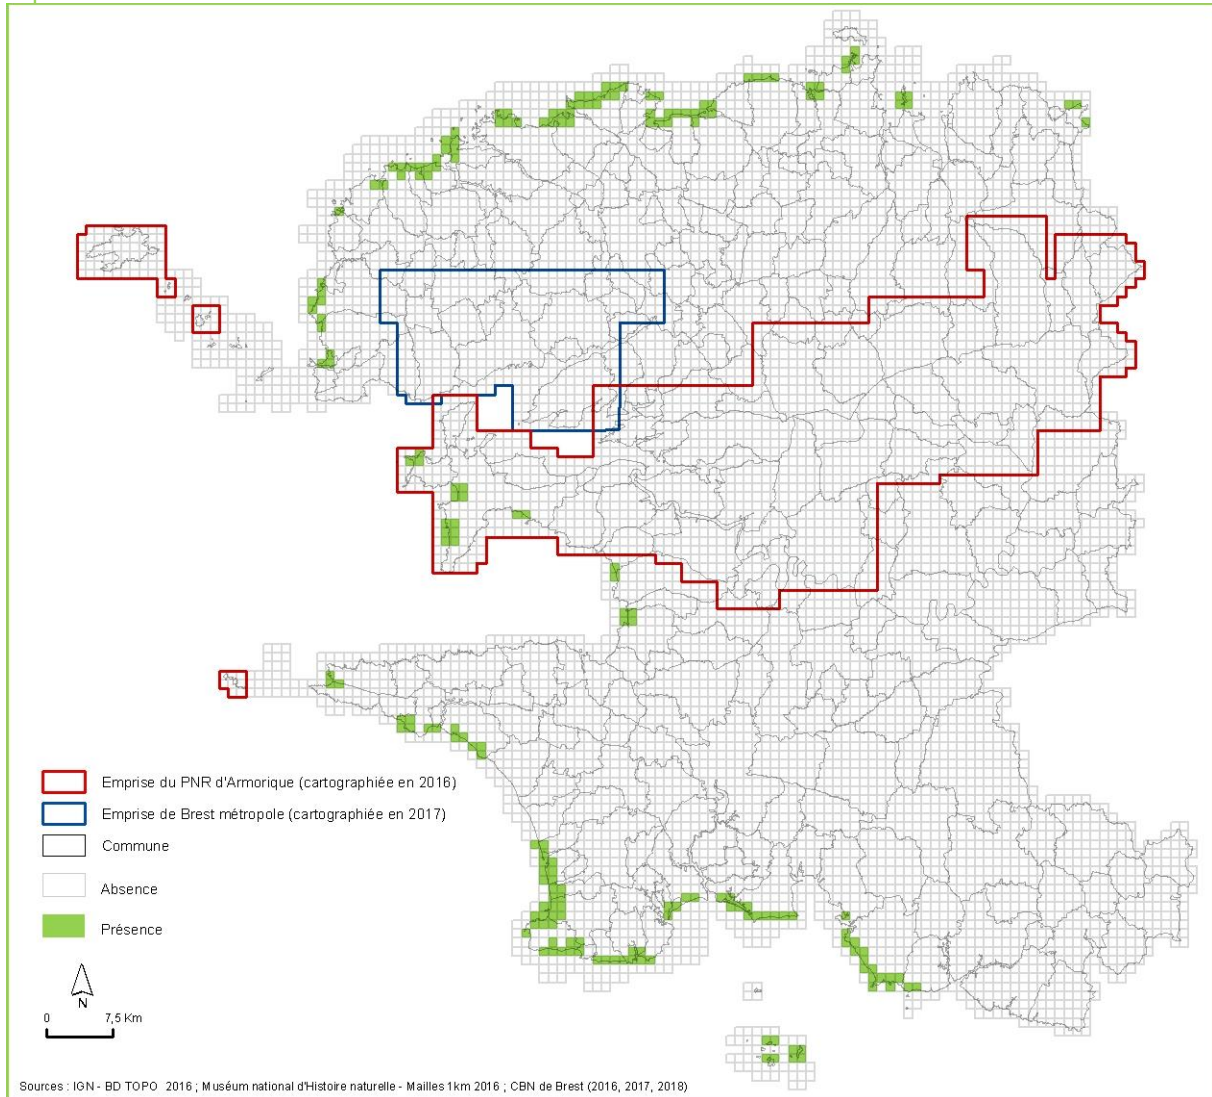 Emprise du PNR d'Armorique (cartographiée en 2016)
Emprise de Brest métropole (cartographiée en 2017)
Commune
Absence
Présence
N
0 7,5 Km
Sources : IGN - BD TOPO 2016 ; Muséum national d'Histoire naturelle - Mailles 1km 2016 ; CBN de Brest (2016, 2017, 2018)